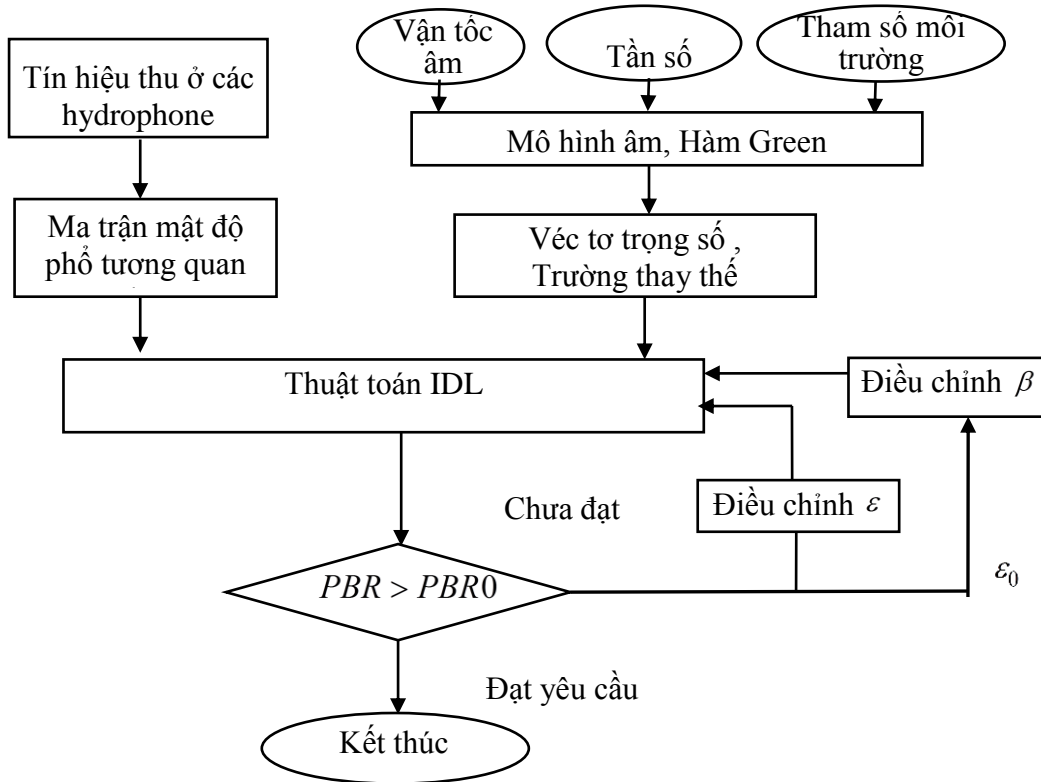 Tín hiệu thu ở các
hydrophone
Vận tốc
âm
Tần số
Tham số môi
trường
Mô hình âm, Hàm Green
Ma trận mật độ
phổ tương quan
Véc tơ trọng số ,
Trường thay thế
Thuật toán IDL
Điều chỉnh β
Điều chỉnh ε
Chưa đạt
PBR > PBR0
ε₀
Đạt yêu cầu
Kết thúc